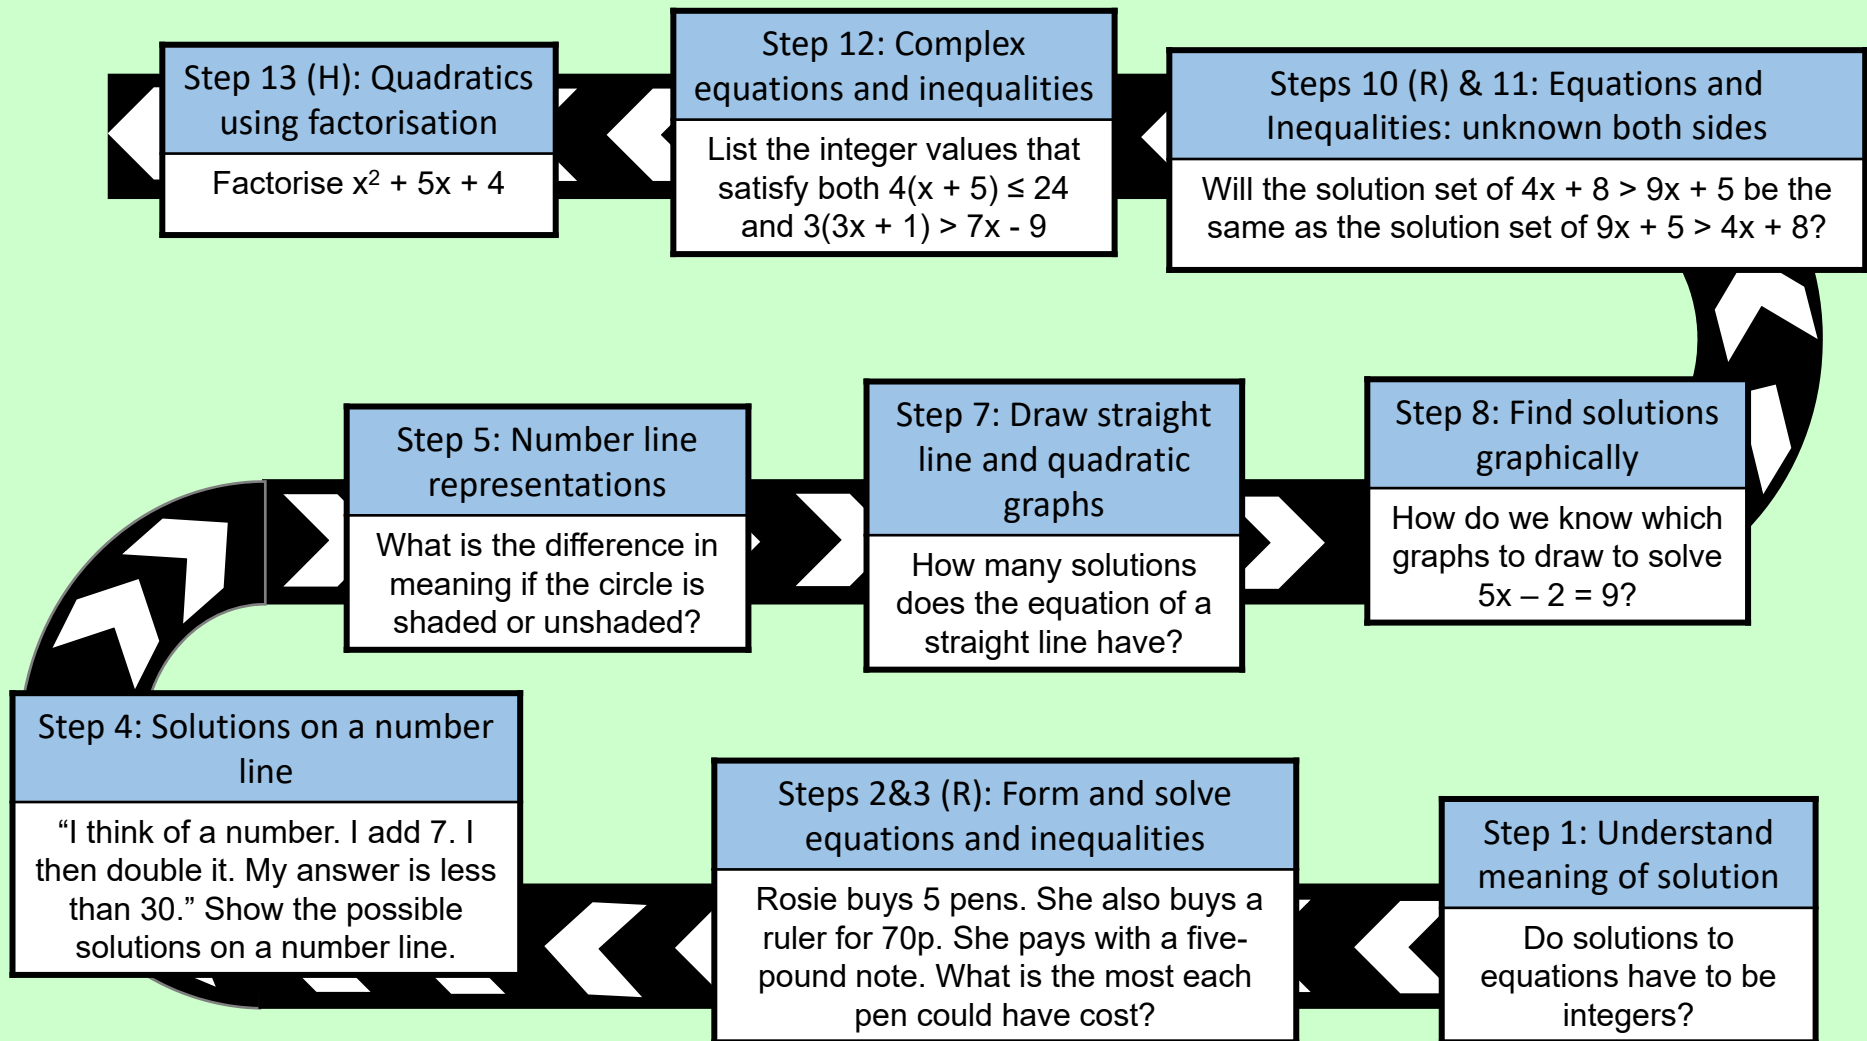 Step 13 (H): Quadratics
using factorisation
Factorise x² + 5x + 4
Step 12: Complex
equations and inequalities
List the integer values that
satisfy both 4(x + 5) ≤ 24
and 3(3x + 1) > 7x - 9
Steps 10 (R) & 11: Equations and
Inequalities: unknown both sides
Will the solution set of 4x + 8 > 9x + 5 be the
same as the solution set of 9x + 5 > 4x + 8?
Step 5: Number line
representations
What is the difference in
meaning if the circle is
shaded or unshaded?
Step 7: Draw straight
line and quadratic
graphs
How many solutions
does the equation of a
straight line have?
Step 8: Find solutions
graphically
How do we know which
graphs to draw to solve
5x – 2 = 9?
Step 4: Solutions on a number
line
“I think of a number. I add 7. I
then double it. My answer is less
than 30.” Show the possible
solutions on a number line.
Steps 2&3 (R): Form and solve
equations and inequalities
Rosie buys 5 pens. She also buys a
ruler for 70p. She pays with a five-
pound note. What is the most each
pen could have cost?
Step 1: Understand
meaning of solution
Do solutions to
equations have to be
integers?